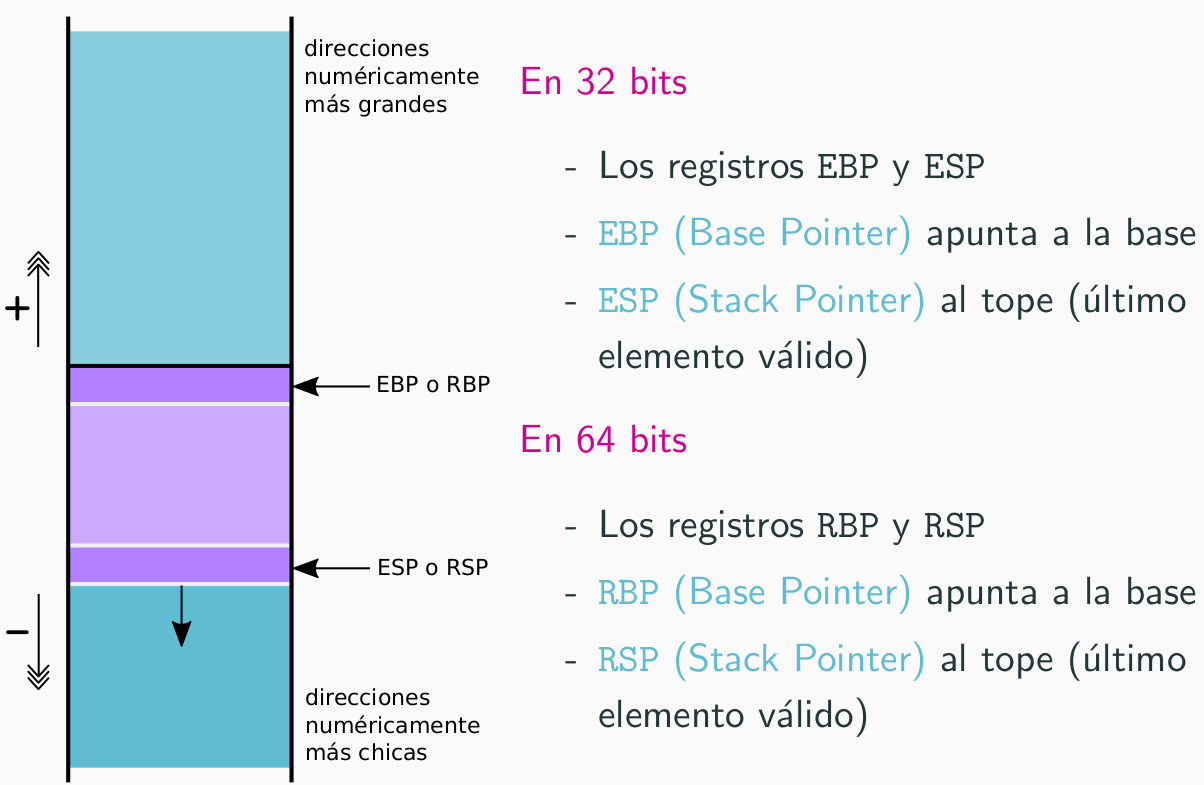 direcciones
numéricamente
más grandes
+
EBP o RBP
ESP o RSP
−
direcciones
numéricamente
más chicas
En 32 bits
- Los registros EBP y ESP
- EBP (Base Pointer) apunta a la base
- ESP (Stack Pointer) al tope (último
elemento válido)
En 64 bits
- Los registros RBP y RSP
- RBP (Base Pointer) apunta a la base
- RSP (Stack Pointer) al tope (último
elemento válido)